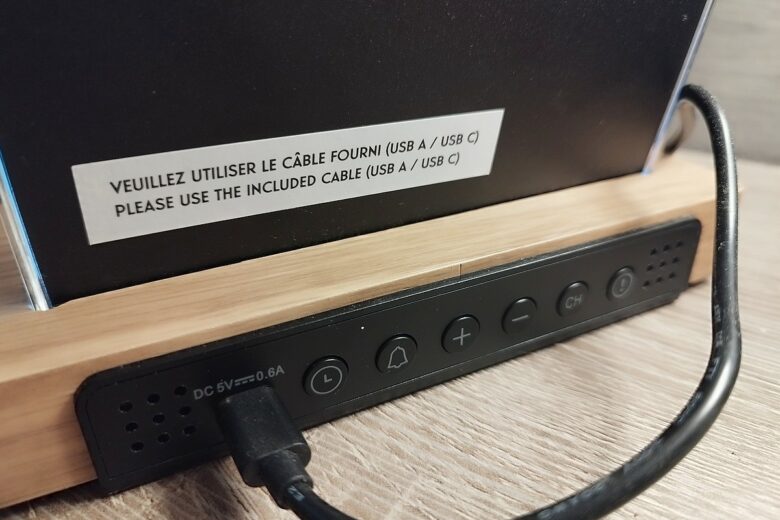 VEUILLEZ UTILISER LE CÂBLE FOURNI (USB A / USB C)
PLEASE USE THE INCLUDED CABLE (USB A / USB C)
DC 5V⎓0.6A
+
−
CH